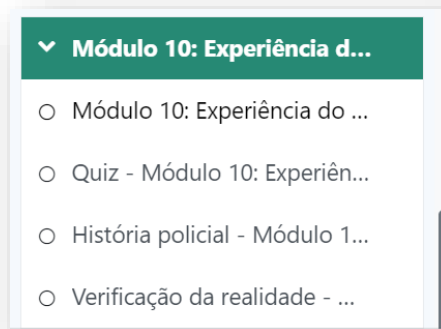 Módulo 10: Experiência d...
Módulo 10: Experiência do ...
Quiz - Módulo 10: Experiên...
História policial - Módulo 1...
Verificação da realidade - ...